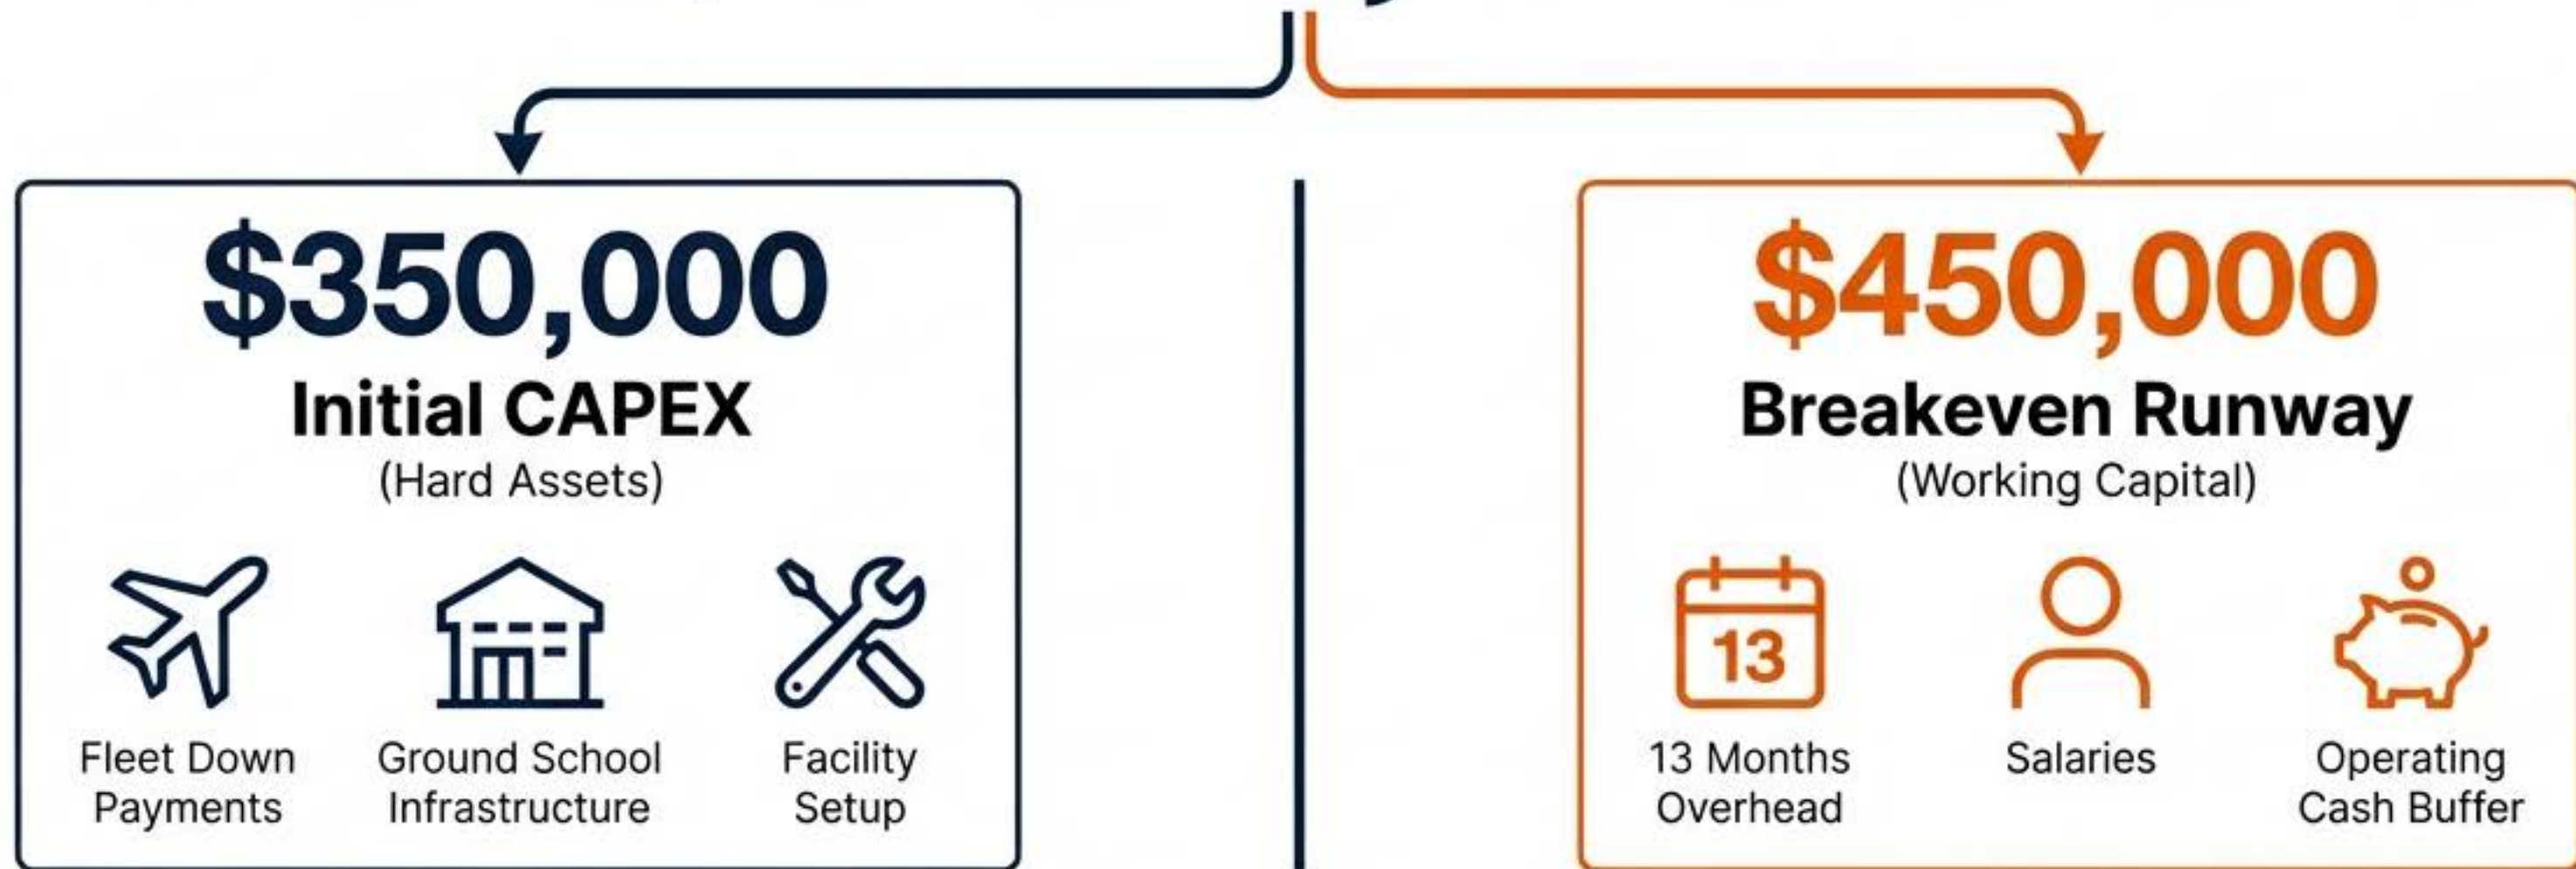 $350,000
Initial CAPEX
(Hard Assets)
Fleet Down
Payments
Ground School
Infrastructure
Facility
Setup
$450,000
Breakeven Runway
(Working Capital)
13
13 Months
Overhead
Salaries
Operating
Cash Buffer